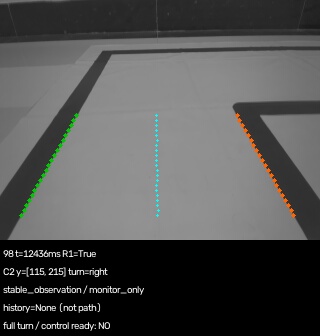 98 t=12436ms R1=True
C2 y=[115, 215] turn=right
stable_observation / monitor_only
history=None (not path)
full turn / control ready: NO